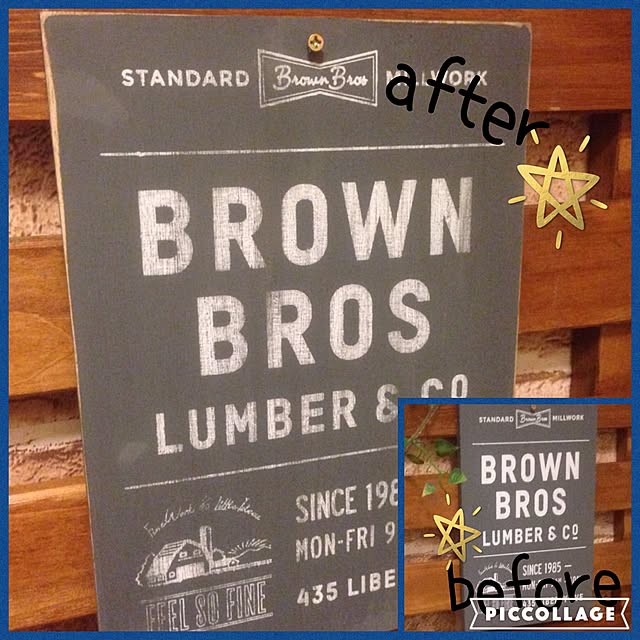 STANDARD Brown Bros MILLWORK
after
BROWN
BROS
LUMBER & Co
SINCE 198
MON-FRI 9
435 LIBE
FEEL SO FINE
STANDARD Brown Bros MILLWORK
BROWN
BROS
LUMBER & Co
SINCE 1985
before
PICCOLLAGE